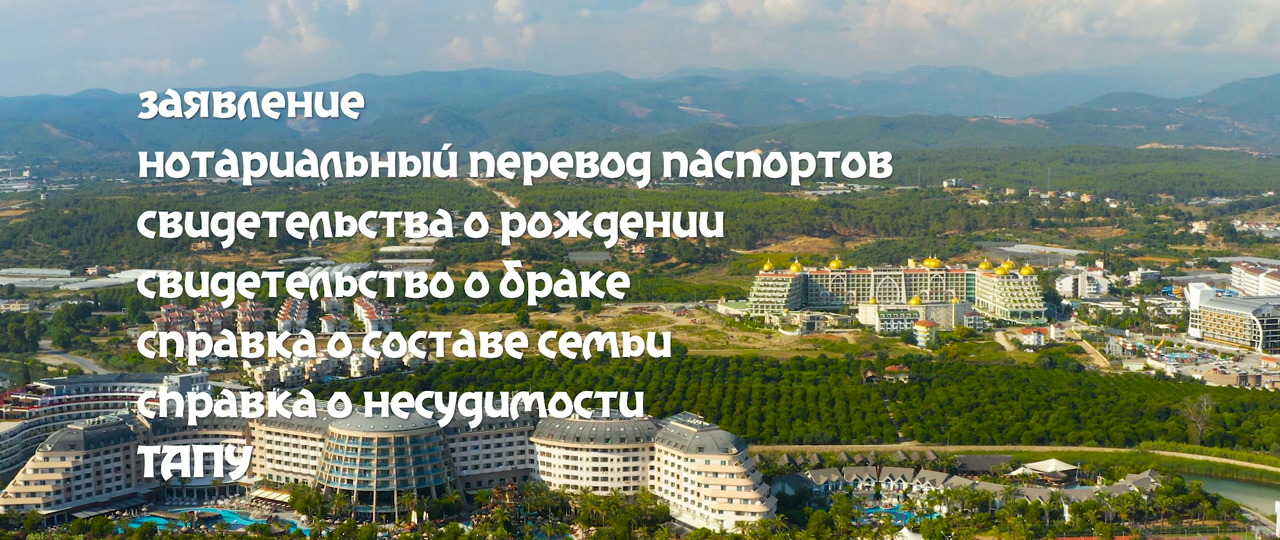 заявление
нотариальный перевод паспортов
свидетельства о рождении
свидетельство о браке
справка о составе семьи
справка о несудимости
ТАПУ